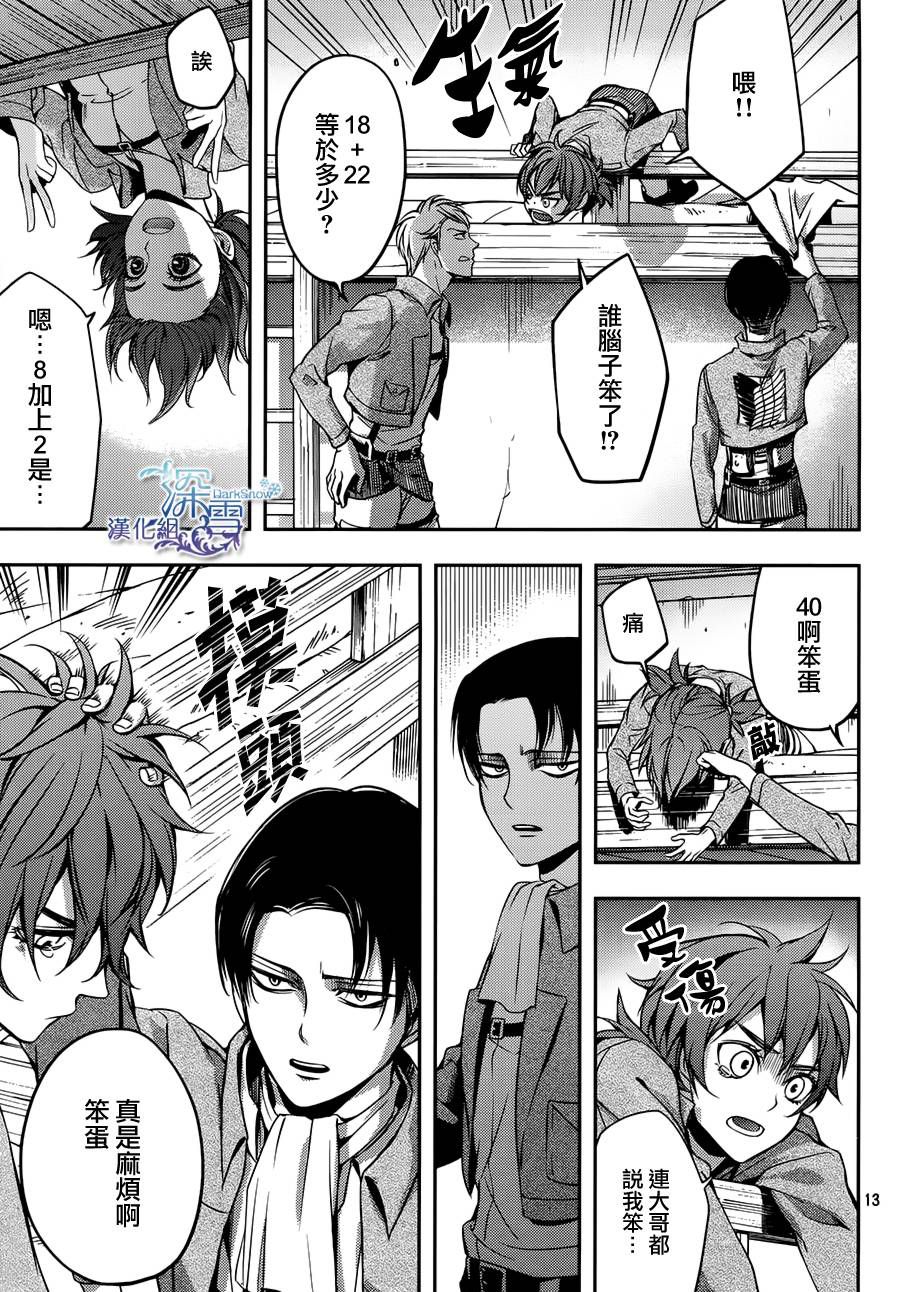 喂!!
生氣
誰腦子笨了!?
18
+
22
等於多少？
誒
嗯…8加上2是…
深雪
DarkSnow
漢化組
40啊笨蛋
痛
敲
受傷
連大哥都
說我笨…
摸頭
真是麻煩啊
笨蛋
13